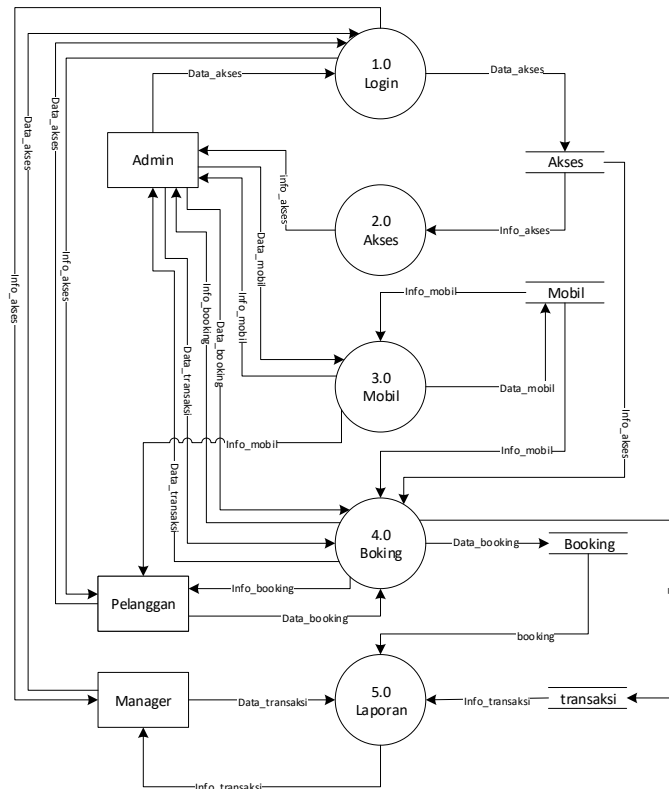 1.0
Login
Data_akses
Data_akses
Data_akses
Data_akses
Admin
Akses
info_akses
2.0
Akses
Info_akses
Data_mobil
Info_akses
Info_akses
Mobil
Info_mobil
Info_booking
Info_mobil
Data_booking
3.0
Mobil
Data_mobil
Data_transaksi
Info_akses
Info_mobil
Info_mobil
Data_transaksi
4.0
Boking
Data_booking
Booking
Pelanggan
Info_booking
Data_booking
booking
5.0
Laporan
Manager
Data_transaksi
Info_transaksi
transaksi
Info_transaksi